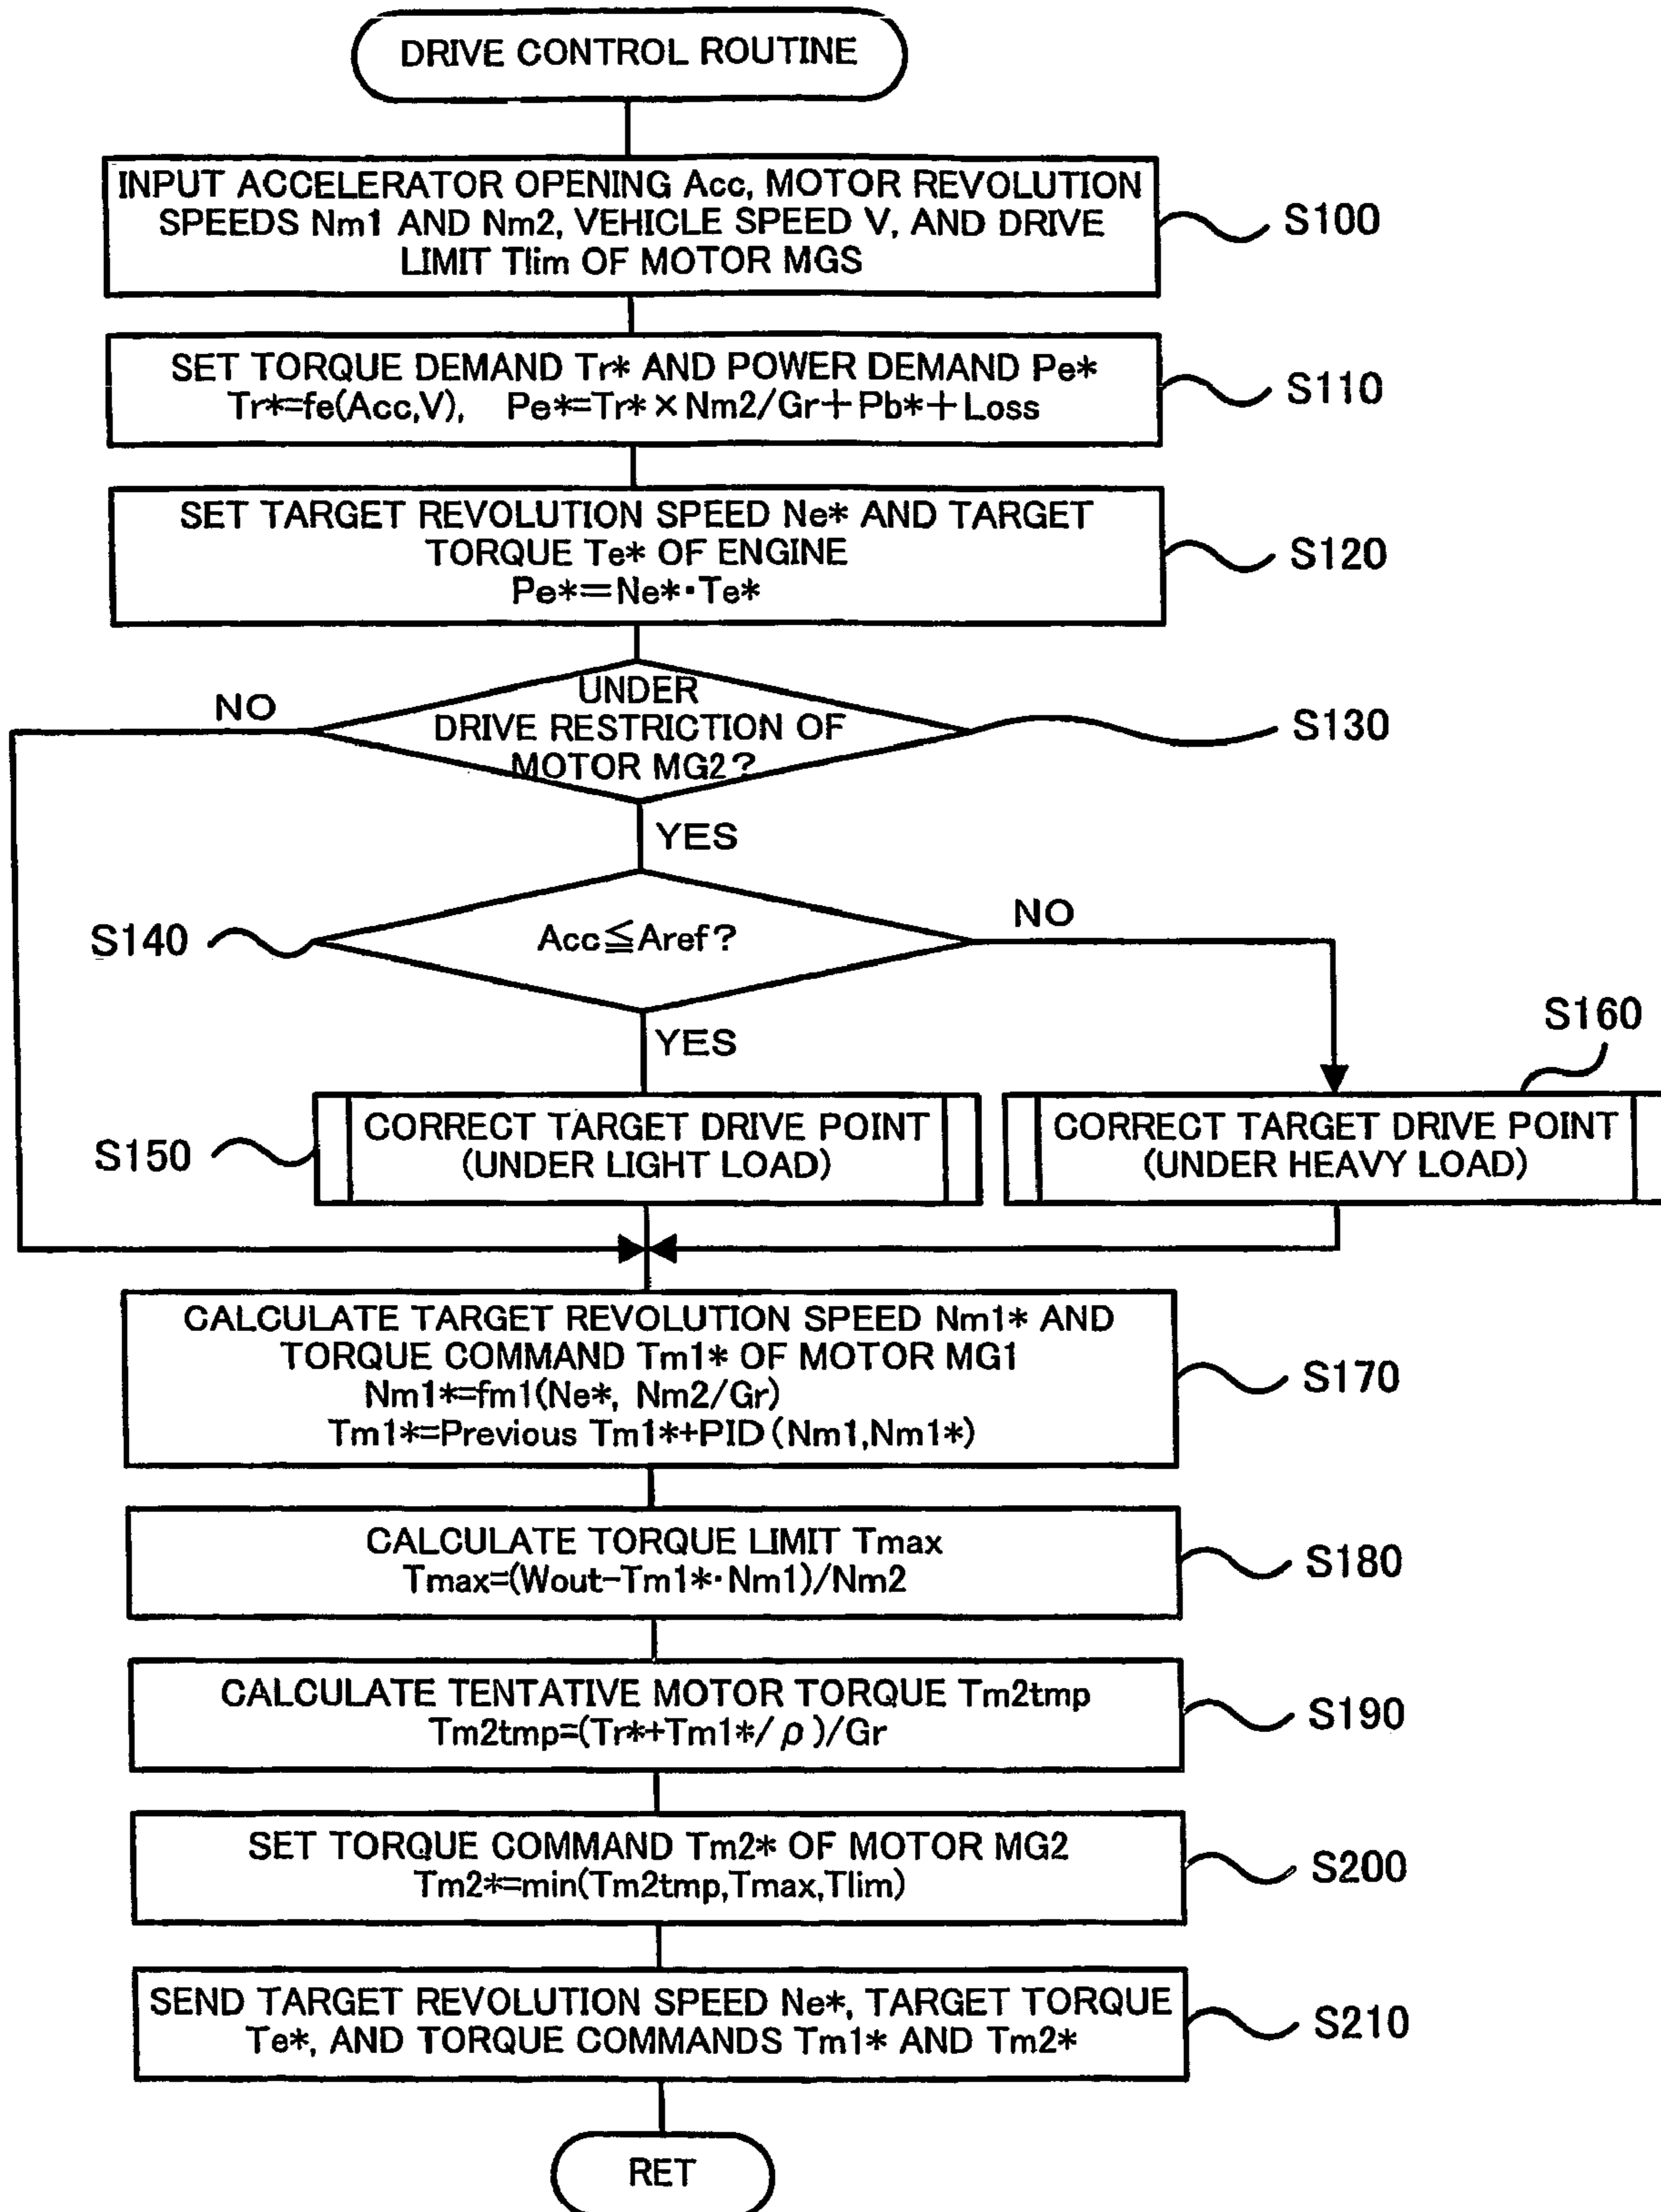 DRIVE CONTROL ROUTINE
INPUT ACCELERATOR OPENING Acc, MOTOR REVOLUTION
SPEEDS Nm1 AND Nm2, VEHICLE SPEED V, AND DRIVE
LIMIT Tlim OF MOTOR MGS
S100
SET TORQUE DEMAND Tr* AND POWER DEMAND Pe*
Tr*=fe(Acc,V), Pe*=Tr*×Nm2/Gr+Pb*+Loss
S110
SET TARGET REVOLUTION SPEED Ne* AND TARGET
TORQUE Te* OF ENGINE
Pe*=Ne*·Te*
S120
UNDER
DRIVE RESTRICTION OF
MOTOR MG2?
NO
S130
YES
S140
Acc≦Aref?
NO
YES
S160
S150
CORRECT TARGET DRIVE POINT
(UNDER LIGHT LOAD)
CORRECT TARGET DRIVE POINT
(UNDER HEAVY LOAD)
CALCULATE TARGET REVOLUTION SPEED Nm1* AND
TORQUE COMMAND Tm1* OF MOTOR MG1
Nm1*=fm1(Ne*, Nm2/Gr)
Tm1*=Previous Tm1*+PID(Nm1,Nm1*)
S170
CALCULATE TORQUE LIMIT Tmax
Tmax=(Wout-Tm1*·Nm1)/Nm2
S180
CALCULATE TENTATIVE MOTOR TORQUE Tm2tmp
Tm2tmp=(Tr*+Tm1*/ρ)/Gr
S190
SET TORQUE COMMAND Tm2* OF MOTOR MG2
Tm2*=min(Tm2tmp,Tmax,Tlim)
S200
SEND TARGET REVOLUTION SPEED Ne*, TARGET TORQUE
Te*, AND TORQUE COMMANDS Tm1* AND Tm2*
S210
RET